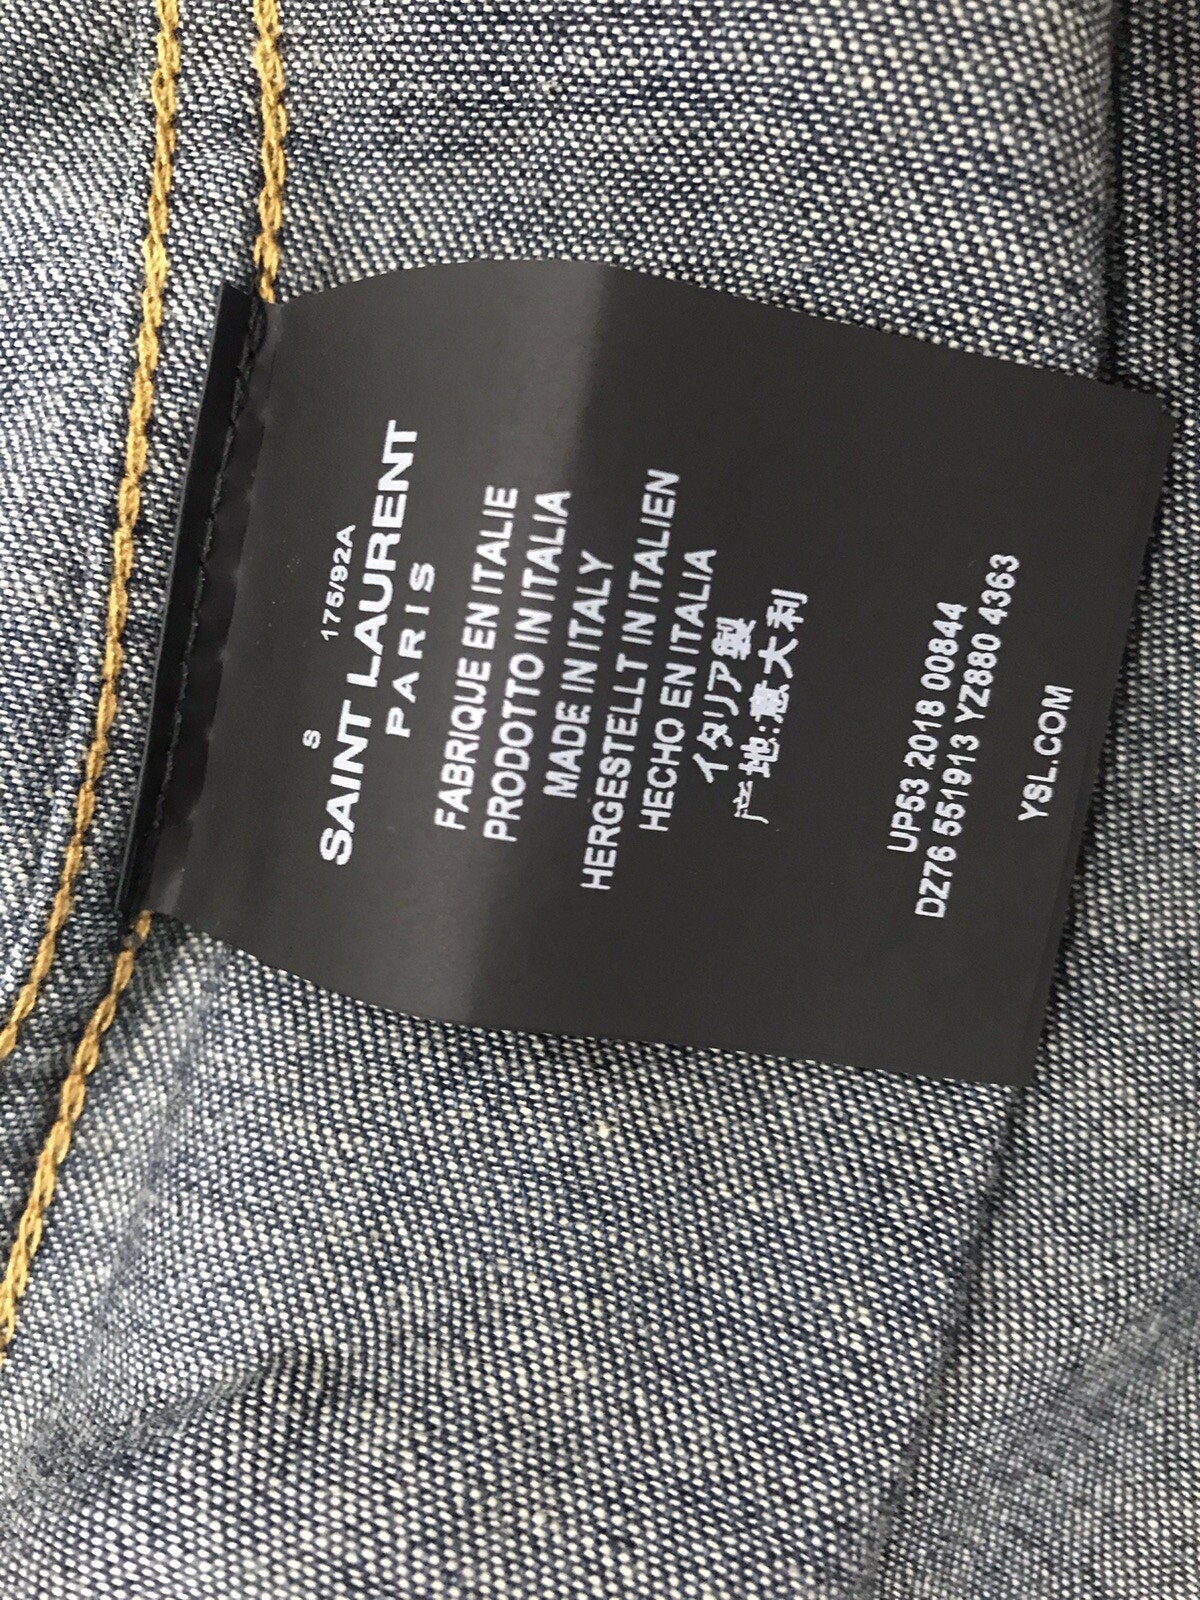 S 175/92A
SAINT LAURENT
PARIS
FABRIQUE EN ITALIE
PRODOTTO IN ITALIA
MADE IN ITALY
HERGESTELLT IN ITALIEN
HECHO EN ITALIA
イタリア製
产地:意大利
UP53 2018 00844
DZ76 551913 YZ880 4363
YSL.COM